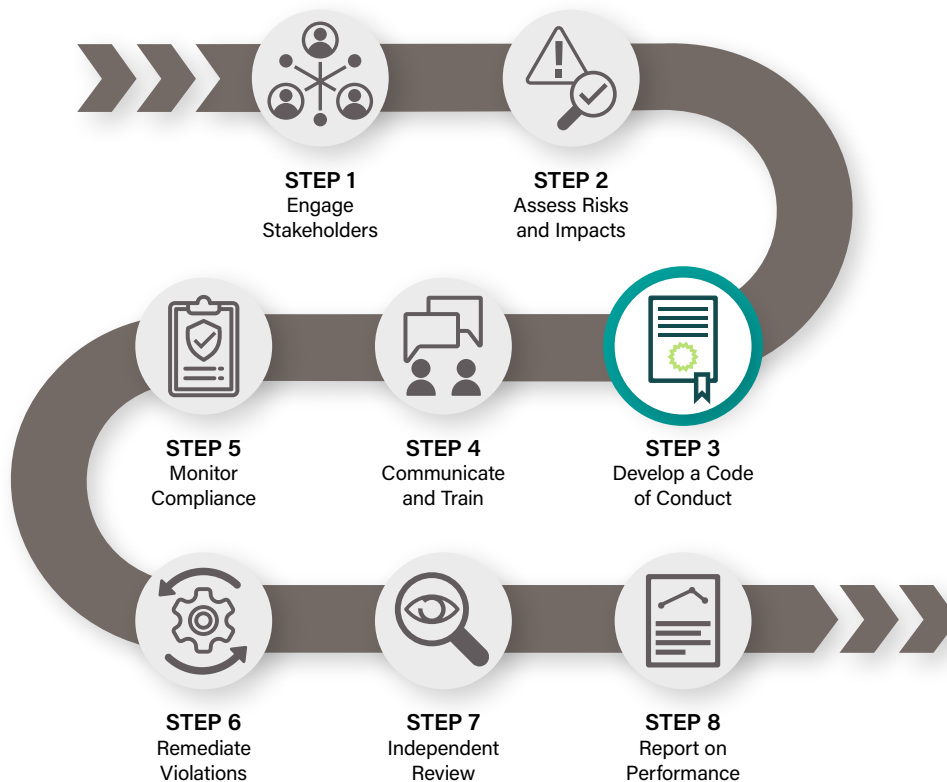 STEP 1
Engage
Stakeholders
STEP 2
Assess Risks
and Impacts
STEP 3
Develop a Code
of Conduct
STEP 4
Communicate
and Train
STEP 5
Monitor
Compliance
STEP 6
Remediate
Violations
STEP 7
Independent
Review
STEP 8
Report on
Performance